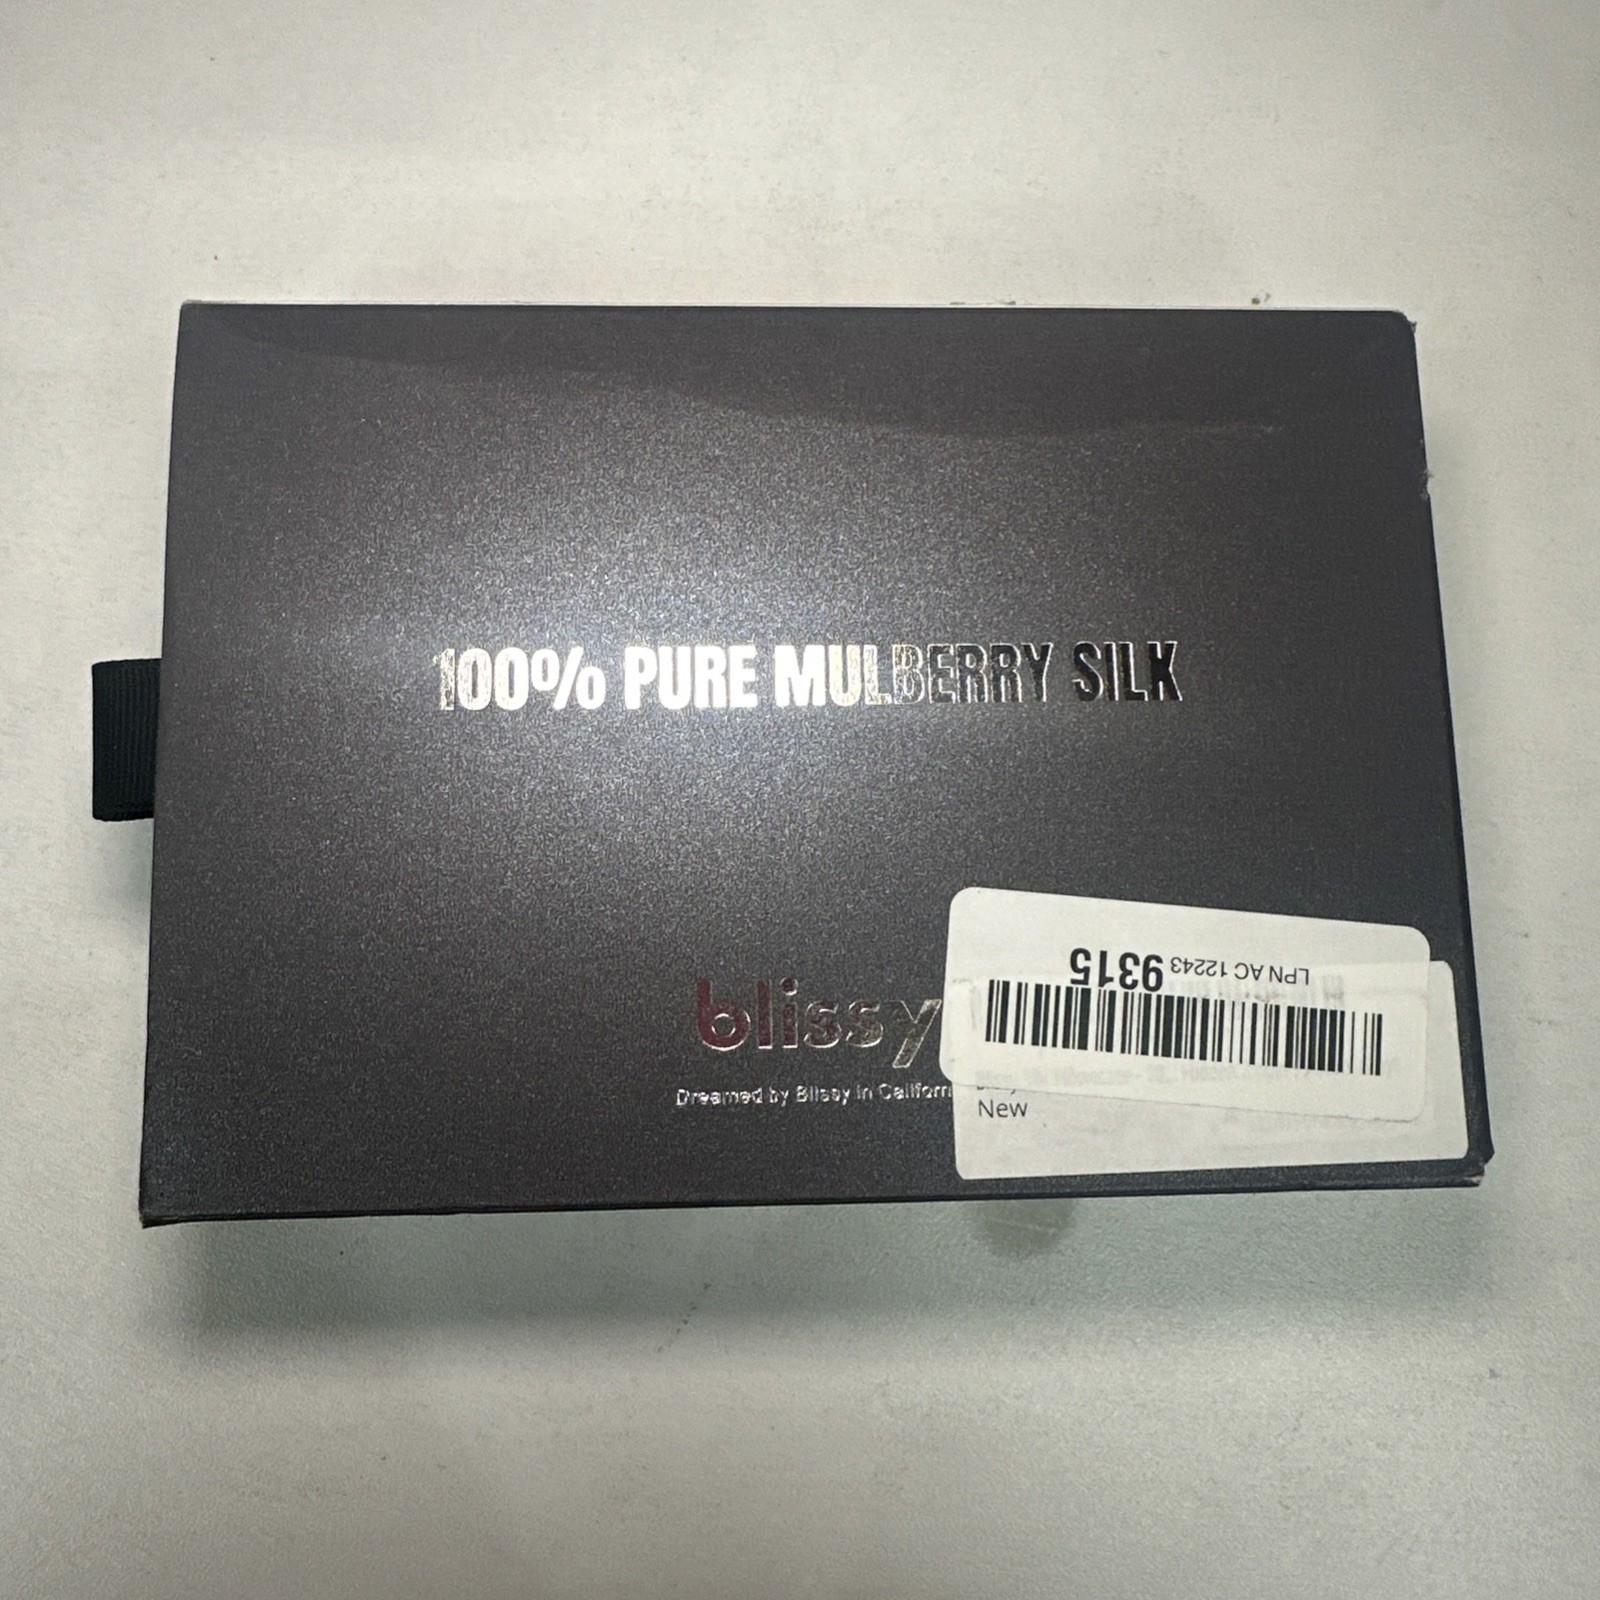 100% PURE MULBERRY SILK
blissy
Dreamed by Blissy in Californ
LPN AC 12243 9315
New